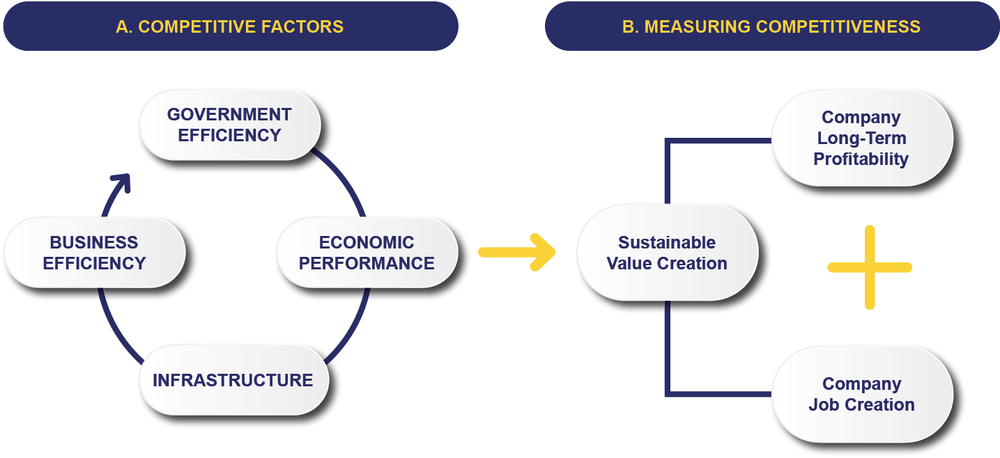 A. COMPETITIVE FACTORS
GOVERNMENT
EFFICIENCY
BUSINESS
EFFICIENCY
ECONOMIC
PERFORMANCE
INFRASTRUCTURE
B. MEASURING COMPETITIVENESS
Company
Long-Term
Profitability
Sustainable
Value Creation
Company
Job Creation